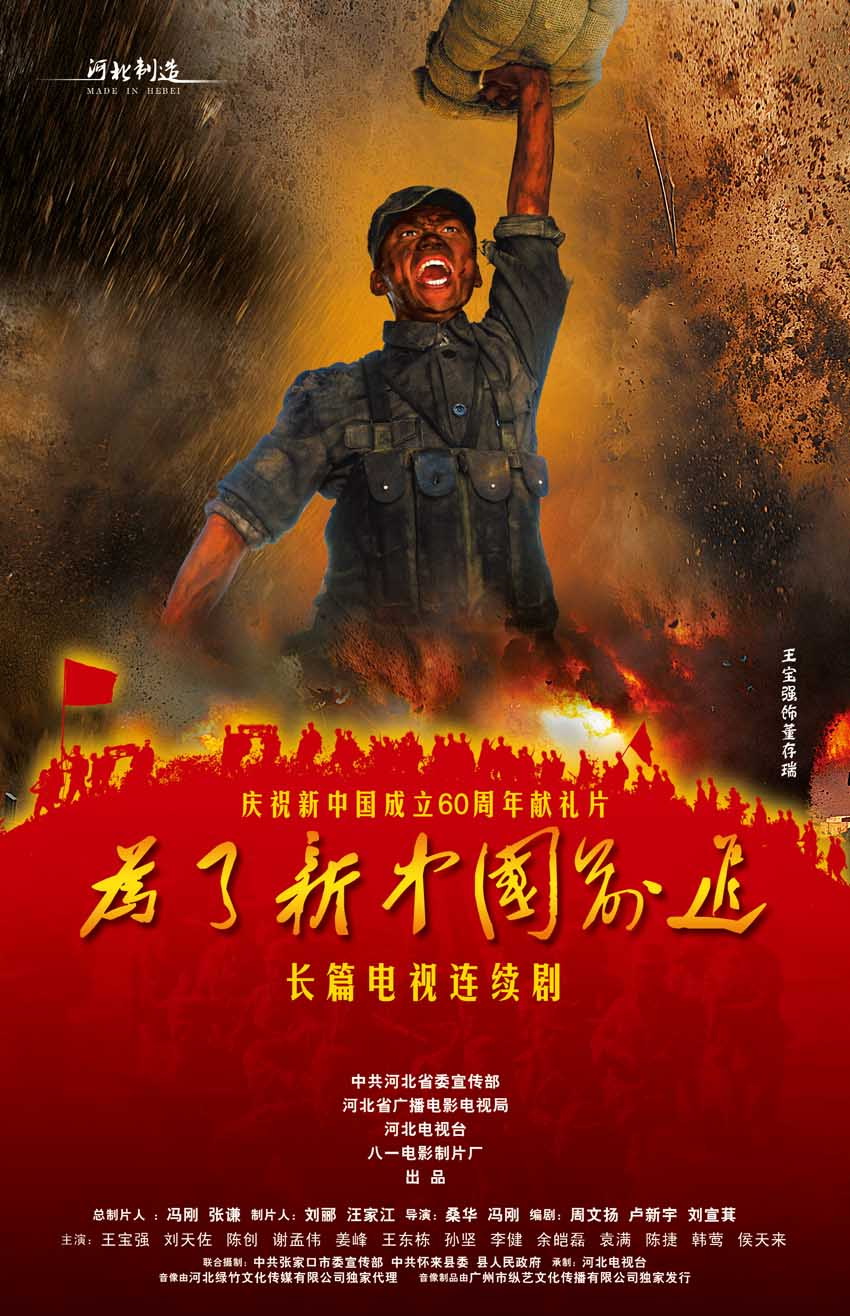 河北制造
MADE IN HEBEI
王宝强饰董存瑞
庆祝新中国成立60周年献礼片
為了新中國前進
长篇电视连续剧
中共河北省委宣传部
河北省广播电影电视局
河北电视台
八一电影制片厂
出品
总制片人：冯刚 张谦 制片人：刘郦 汪家江 导演：桑华 冯刚 编剧：周文扬 卢新宇 刘宣萁
主演：王宝强 刘天佐 陈创 谢孟伟 姜峰 王东栋 孙坚 李健 余皑磊 袁满 陈捷 韩莺 侯天来
联合摄制：中共张家口市委宣传部 中共怀来县委 县人民政府 承制：河北电视台
音像由河北绿竹文化传媒有限公司独家代理 音像制品由广州市纵艺文化传播有限公司独家发行